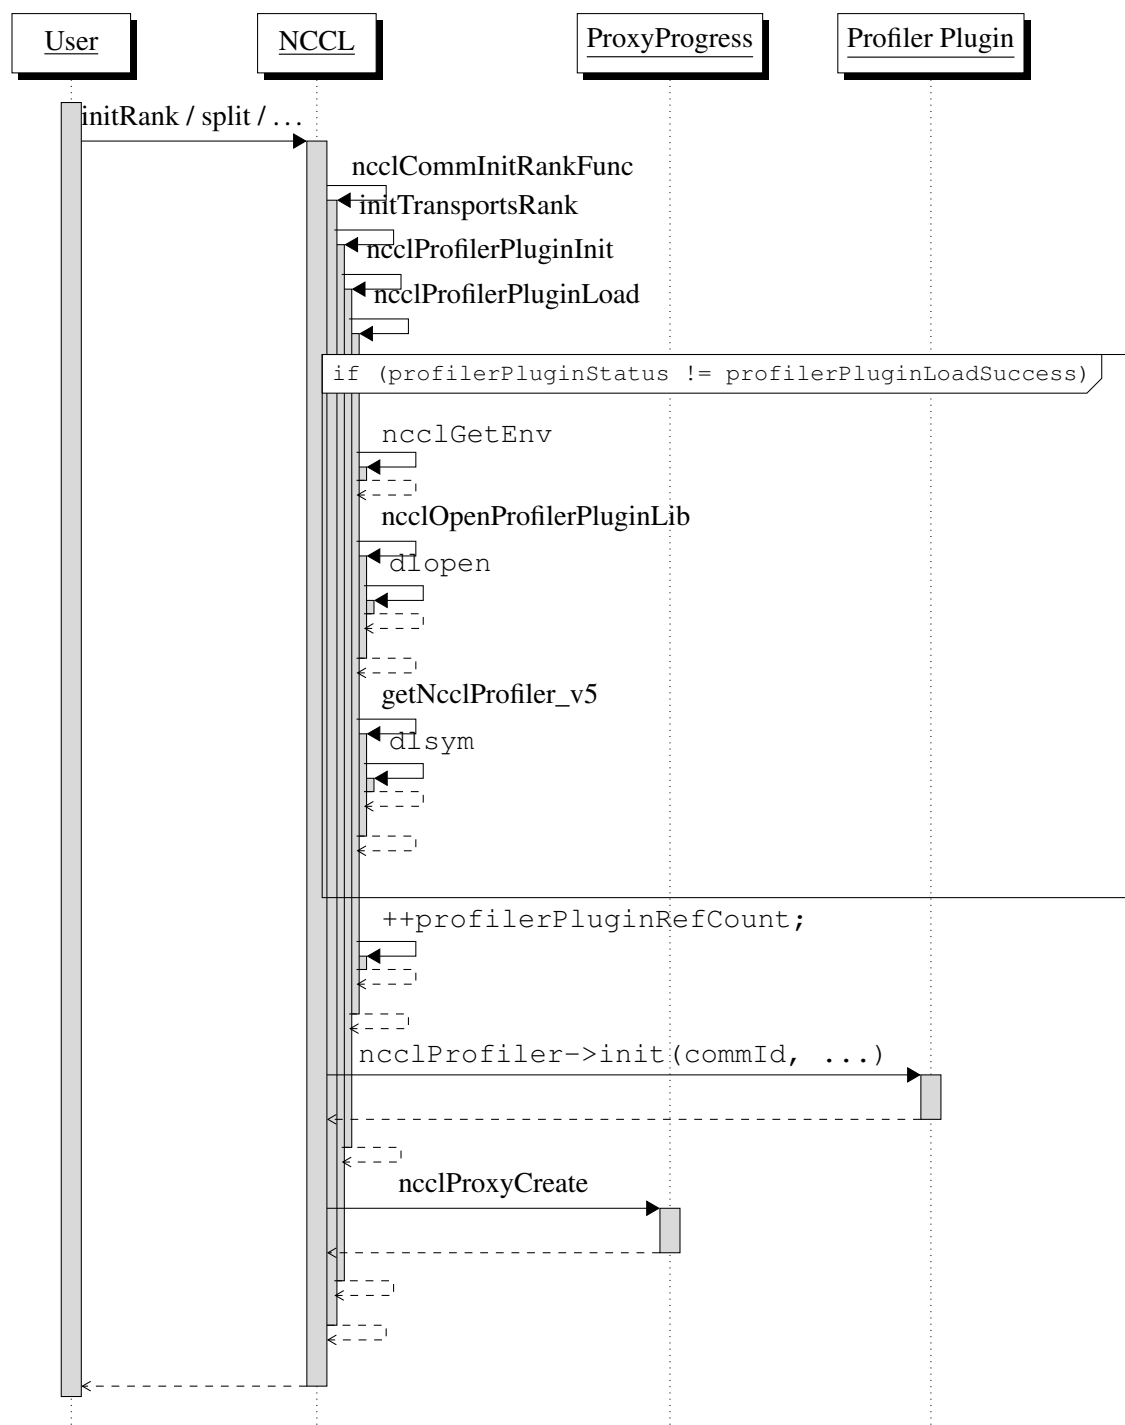 User
NCCL
ProxyProgress
Profiler Plugin
initRank / split / ...
ncclCommInitRankFunc
initTransportsRank
ncclProfilerPluginInit
ncclProfilerPluginLoad
if (profilerPluginStatus != profilerPluginLoadSuccess)
ncclGetEnv
ncclOpenProfilerPluginLib
dlopen
getNcclProfiler_v5
dlsym
++profilerPluginRefCount;
ncclProfiler->init(commId, ...)
ncclProxyCreate